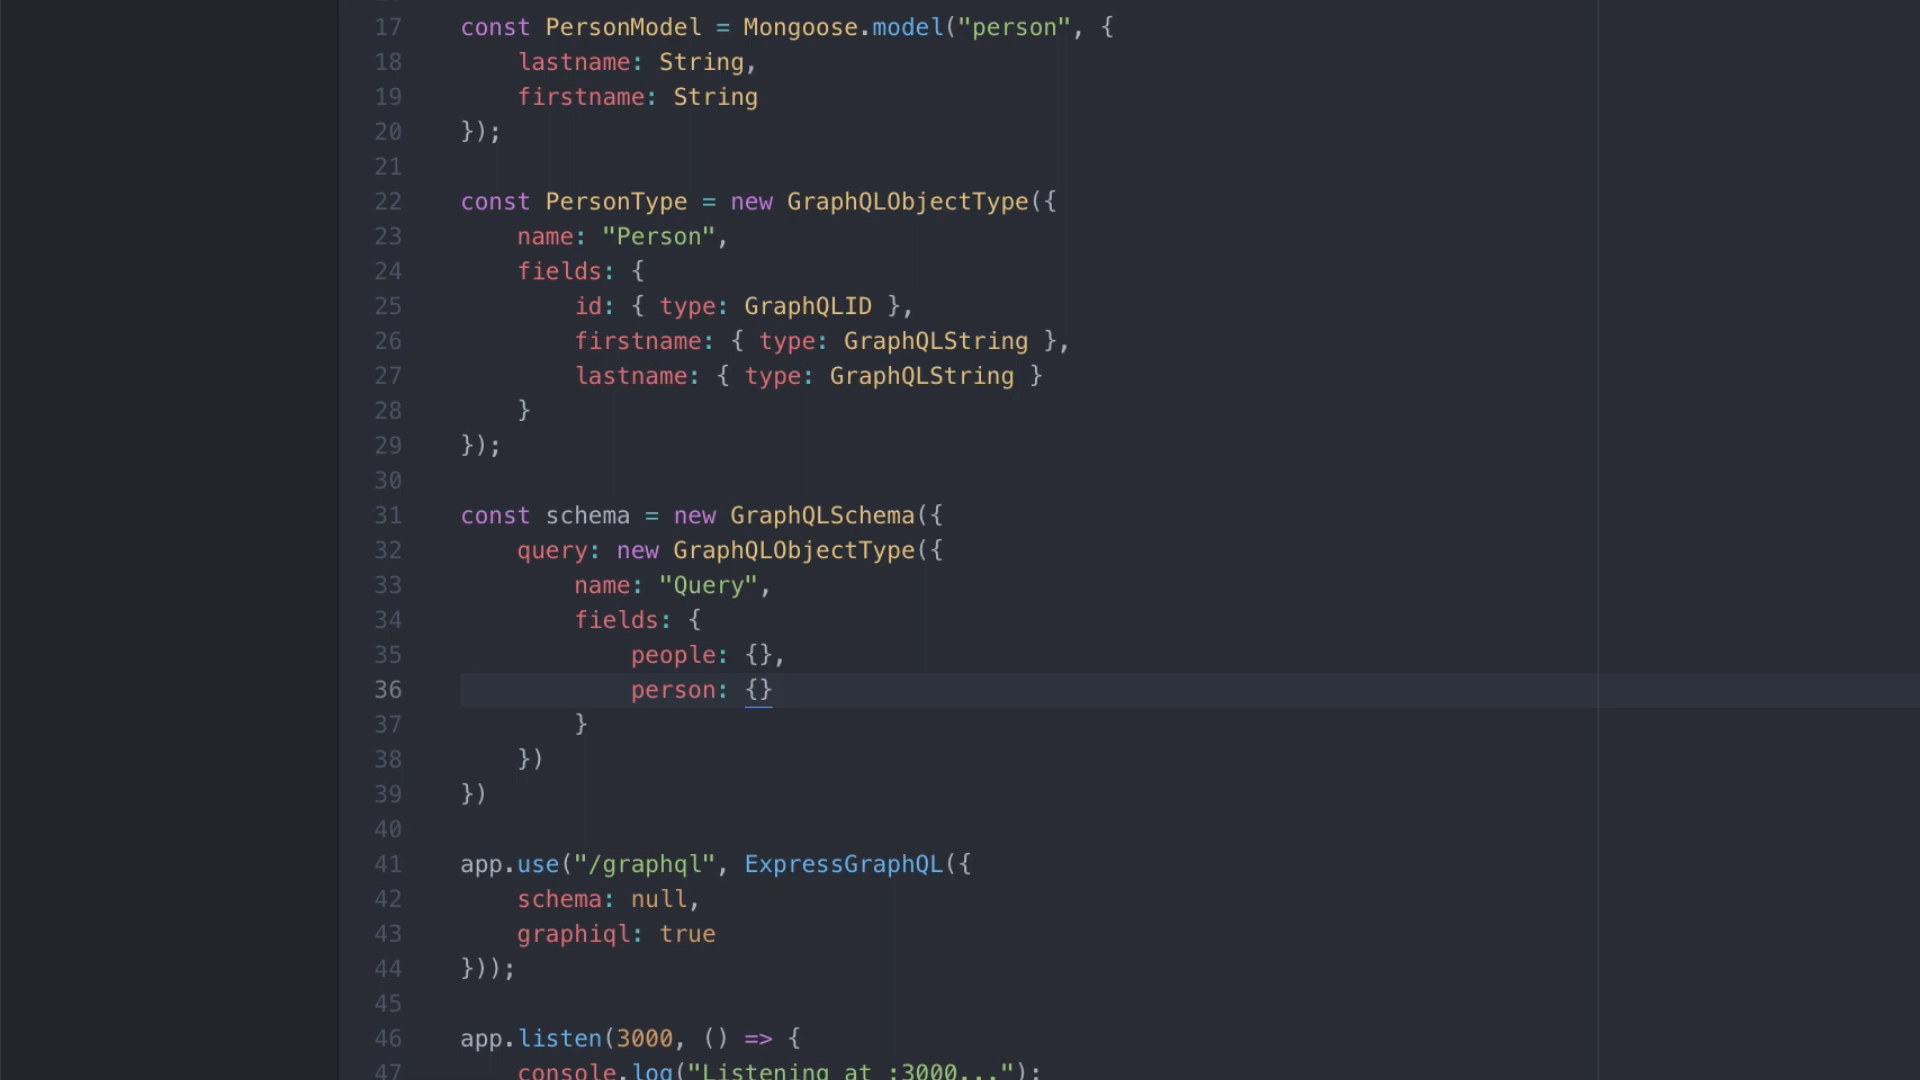 17 const PersonModel = Mongoose.model("person", {
18     lastname: String,
19     firstname: String
20 });
21
22 const PersonType = new GraphQLObjectType({
23     name: "Person",
24     fields: {
25         id: { type: GraphQLID },
26         firstname: { type: GraphQLString },
27         lastname: { type: GraphQLString }
28     }
29 });
30
31 const schema = new GraphQLSchema({
32     query: new GraphQLObjectType({
33         name: "Query",
34         fields: {
35             people: {},
36             person: {}
37         }
38     })
39 })
40
41 app.use("/graphql", ExpressGraphQL({
42     schema: null,
43     graphiql: true
44 }));
45
46 app.listen(3000, () => {
47     console.log("Listening at :3000...");